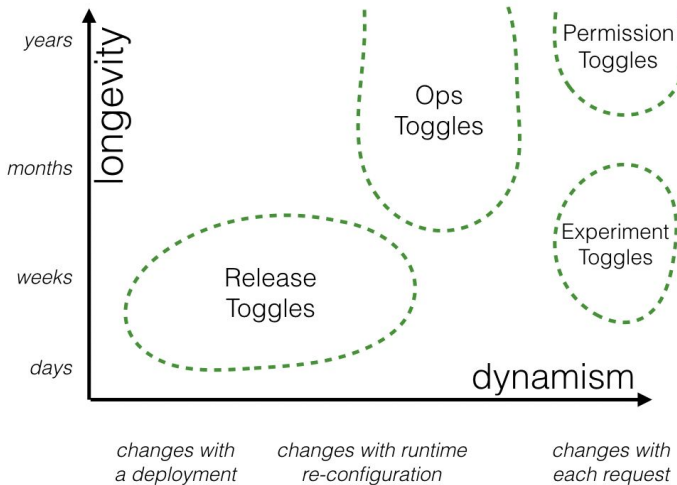 years
longevity
Permission
Toggles
Ops
Toggles
months
Experiment
Toggles
Release
Toggles
weeks
days
dynamism
changes with
a deployment
changes with runtime
re-configuration
changes with
each request